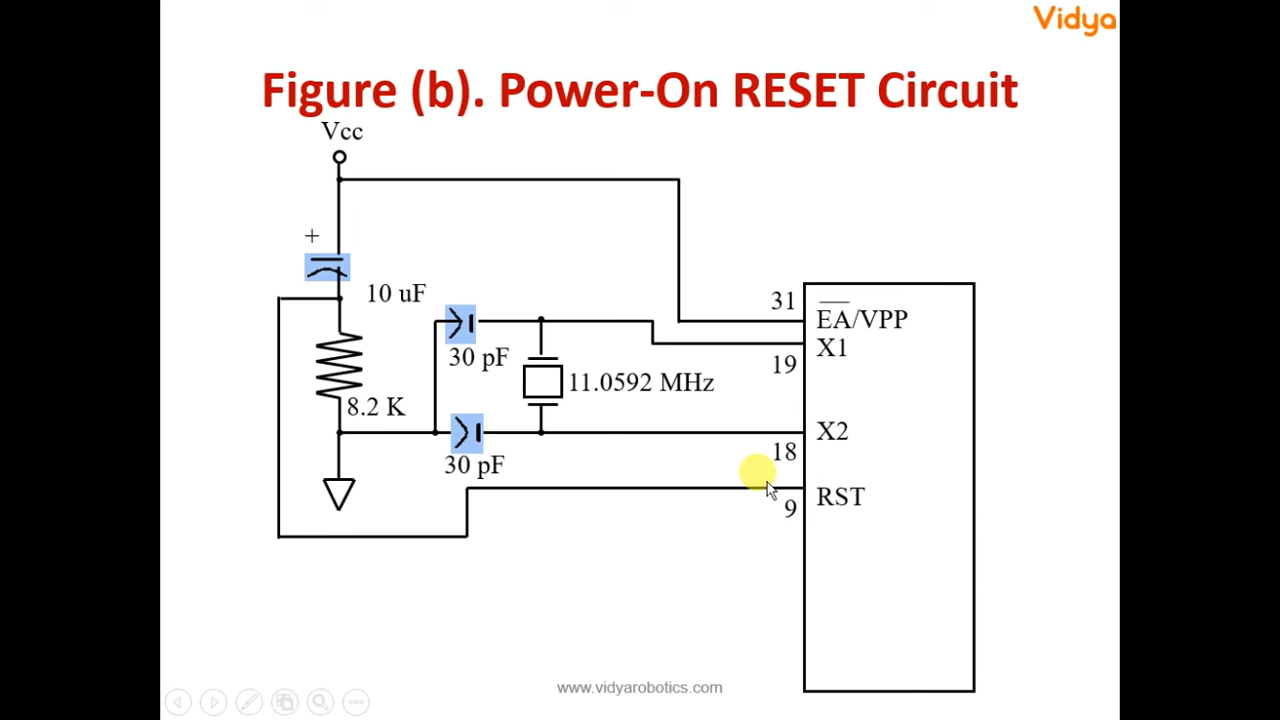 Vidya
Figure (b). Power-On RESET Circuit
Vcc
+
10 uF
31
EA/VPP
X1
30 pF
19
11.0592 MHz
8.2 K
X2
18
30 pF
RST
9
www.vidyarobotics.com